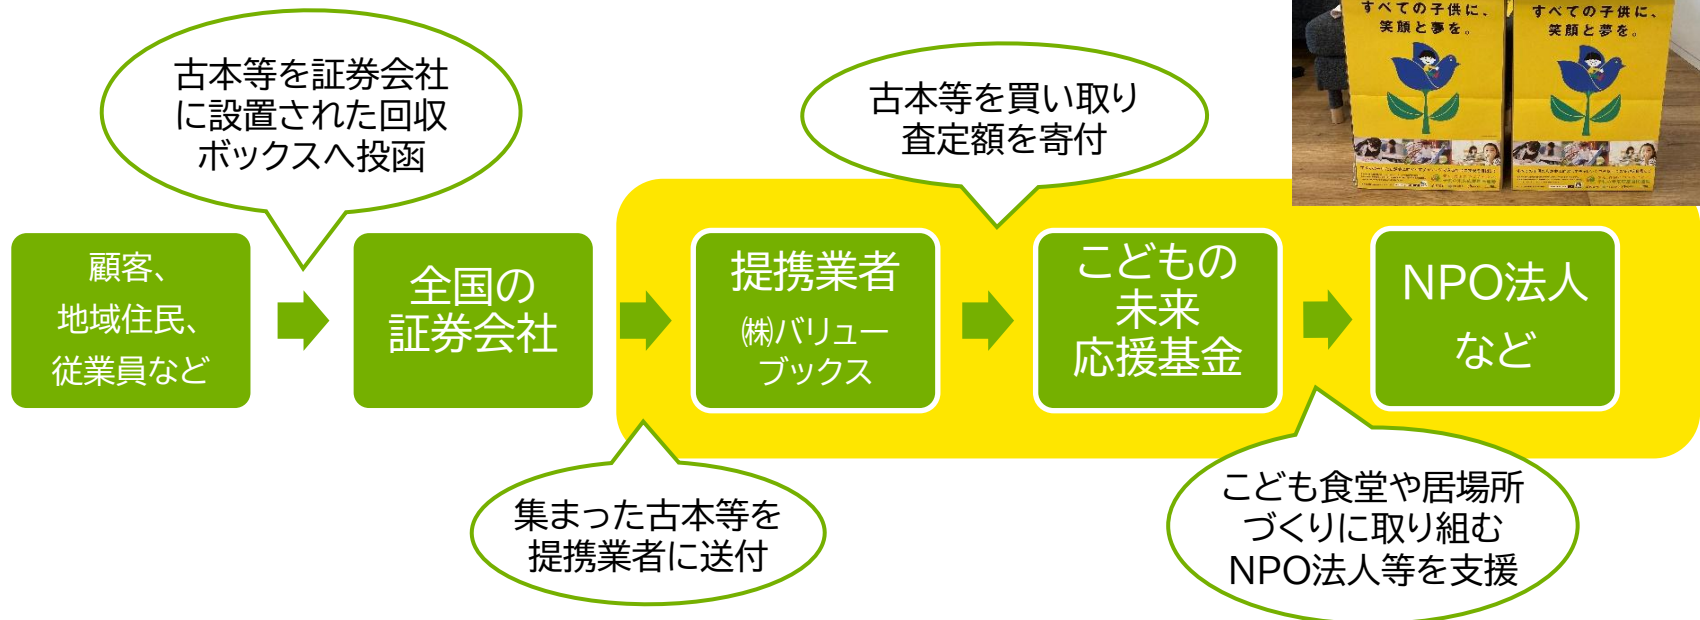 すべての子供に、
笑顔と夢を。
すべての子供に、
笑顔と夢を。
古本等を証券会社
に設置された回収
ボックスへ投函
古本等を買い取り
査定額を寄付
顧客、
地域住民、
従業員など
全国の
証券会社
提携業者
㈱バリュー
ブックス
こどもの
未来
応援基金
NPO法人
など
集まった古本等を
提携業者に送付
こども食堂や居場所
づくりに取り組む
NPO法人等を支援